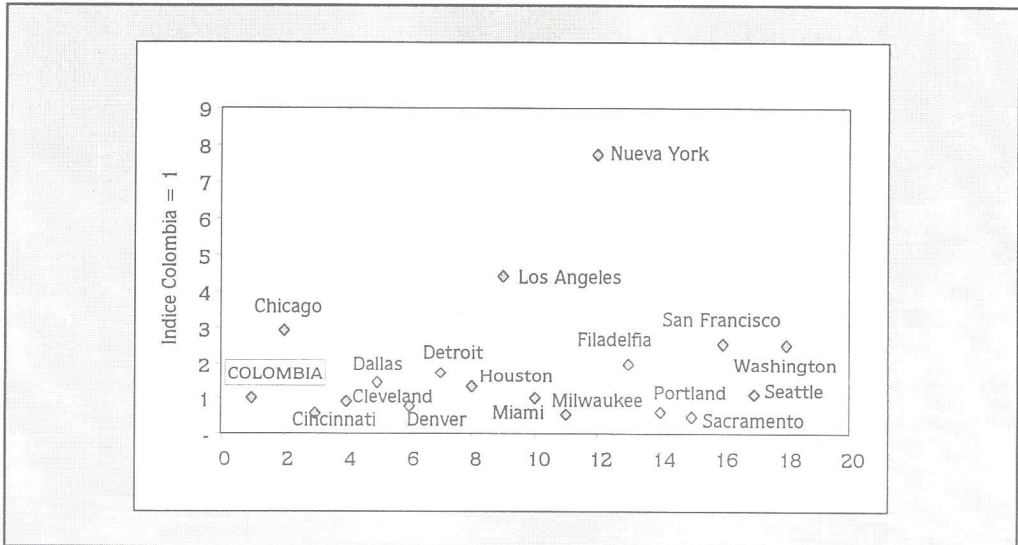 Indice Colombia = 1
9
8
7
6
5
4
3
2
1
-
Nueva York
Los Angeles
Chicago
San Francisco
Filadelfia
Detroit
Dallas
COLOMBIA
Houston
Washington
Cleveland
Milwaukee
Portland
Seattle
Cincinnati
Denver
Miami
Sacramento
0 2 4 6 8 10 12 14 16 18 20